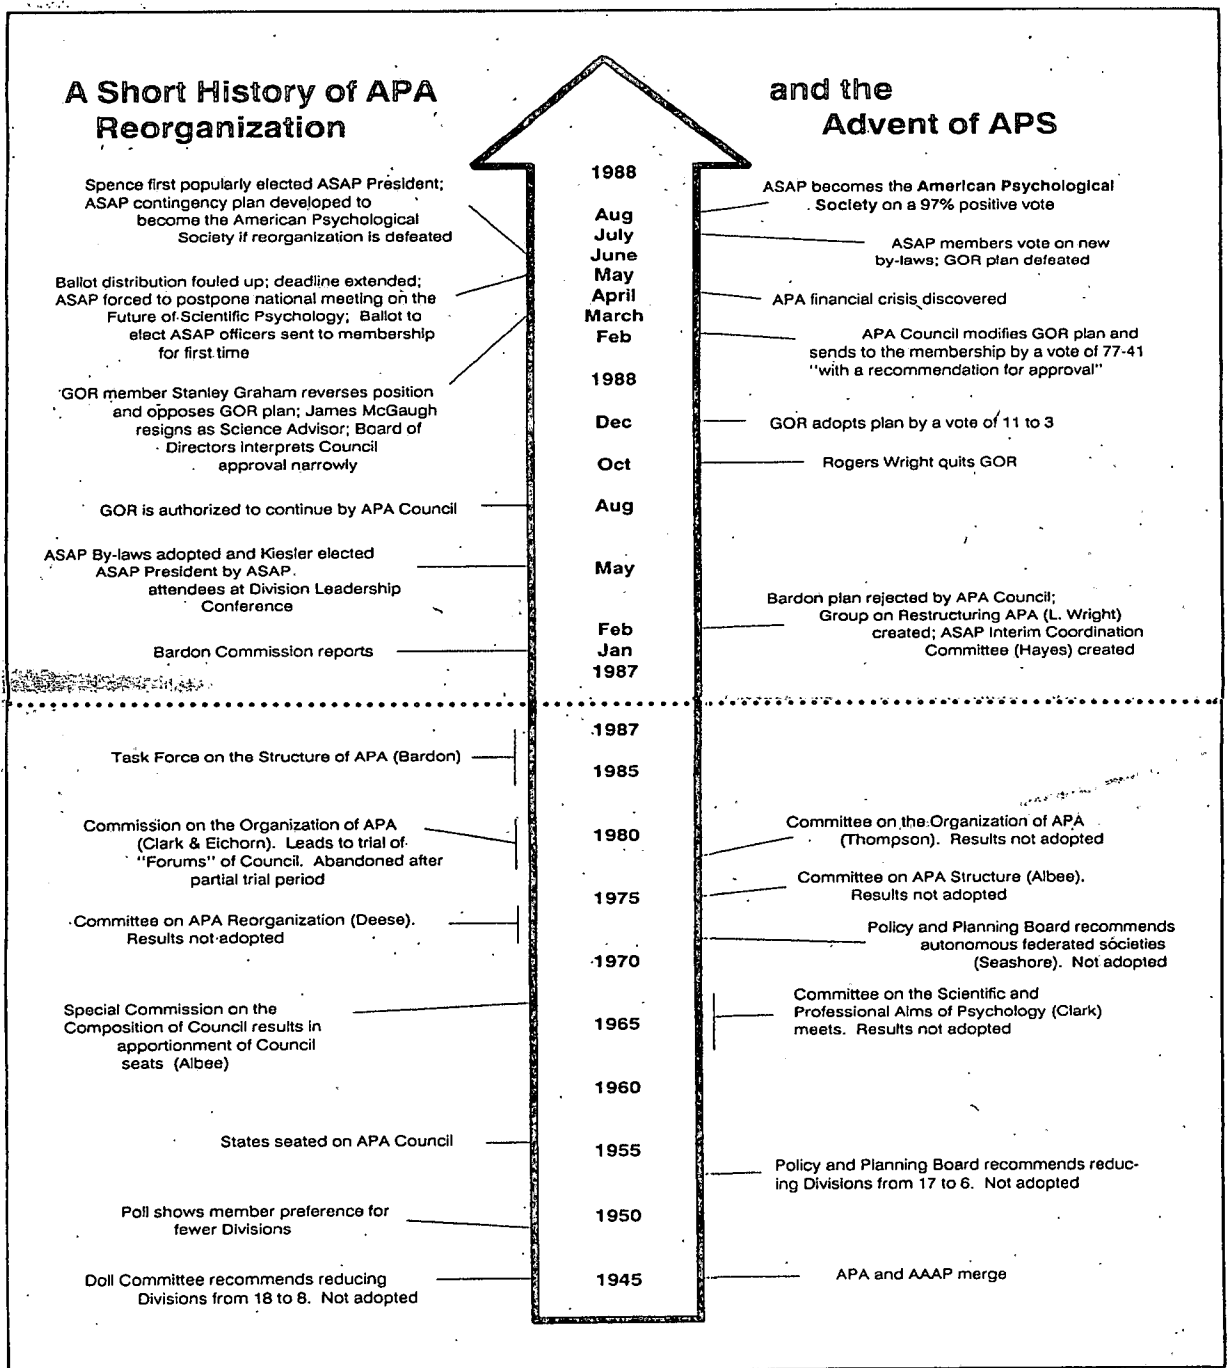 A Short History of APA
Reorganization
and the
Advent of APS
1988
Spence first popularly elected ASAP President;
ASAP contingency plan developed to
become the American Psychological
Society if reorganization is defeated
ASAP becomes the American Psychological
Society on a 97% positive vote
Aug
July
June
May
April
March
Feb
ASAP members vote on new
by-laws; GOR plan defeated
Ballot distribution fouled up; deadline extended;
ASAP forced to postpone national meeting on the
Future of Scientific Psychology; Ballot to
elect ASAP officers sent to membership
for first time
APA financial crisis discovered
APA Council modifies GOR plan and
sends to the membership by a vote of 77-41
"with a recommendation for approval"
1988
GOR member Stanley Graham reverses position
and opposes GOR plan; James McGaugh
resigns as Science Advisor; Board of
Directors interprets Council
approval narrowly
Dec
GOR adopts plan by a vote of 11 to 3
Oct
Rogers Wright quits GOR
GOR is authorized to continue by APA Council
Aug
ASAP By-laws adopted and Kiesler elected
ASAP President by ASAP.
attendees at Division Leadership
Conference
May
Bardon plan rejected by APA Council;
Group on Restructuring APA (L. Wright)
created; ASAP Interim Coordination
Committee (Hayes) created
Feb
Bardon Commission reports
Jan
1987
1987
Task Force on the Structure of APA (Bardon)
1985
Commission on the Organization of APA
(Clark & Eichorn). Leads to trial of
"Forums" of Council. Abandoned after
partial trial period
1980
Committee on the Organization of APA
(Thompson). Results not adopted
Committee on APA Structure (Albee).
Results not adopted
1975
Committee on APA Reorganization (Deese).
Results not adopted
Policy and Planning Board recommends
autonomous federated societies
(Seashore). Not adopted
1970
Special Commission on the
Composition of Council results in
apportionment of Council
seats (Albee)
1965
Committee on the Scientific and
Professional Aims of Psychology (Clark)
meets. Results not adopted
1960
States seated on APA Council
1955
Policy and Planning Board recommends reduc-
ing Divisions from 17 to 6. Not adopted
Poll shows member preference for
fewer Divisions
1950
Doll Committee recommends reducing
Divisions from 18 to 8. Not adopted
1945
APA and AAAP merge